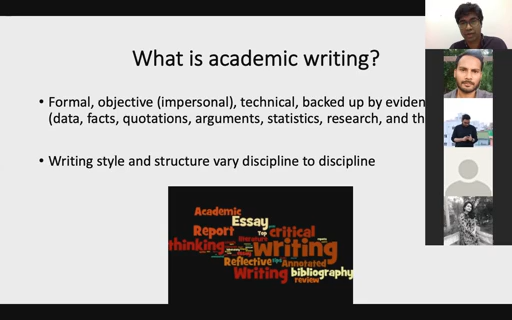 What is academic writing?
• Formal, objective (impersonal), technical, backed up by eviden
(data, facts, quotations, arguments, statistics, research, and th
• Writing style and structure vary discipline to discipline
Academic
Essay
Report
Top
critical
literature
thinking
writing
Reflective
Annotated
Writing
bibliography
review